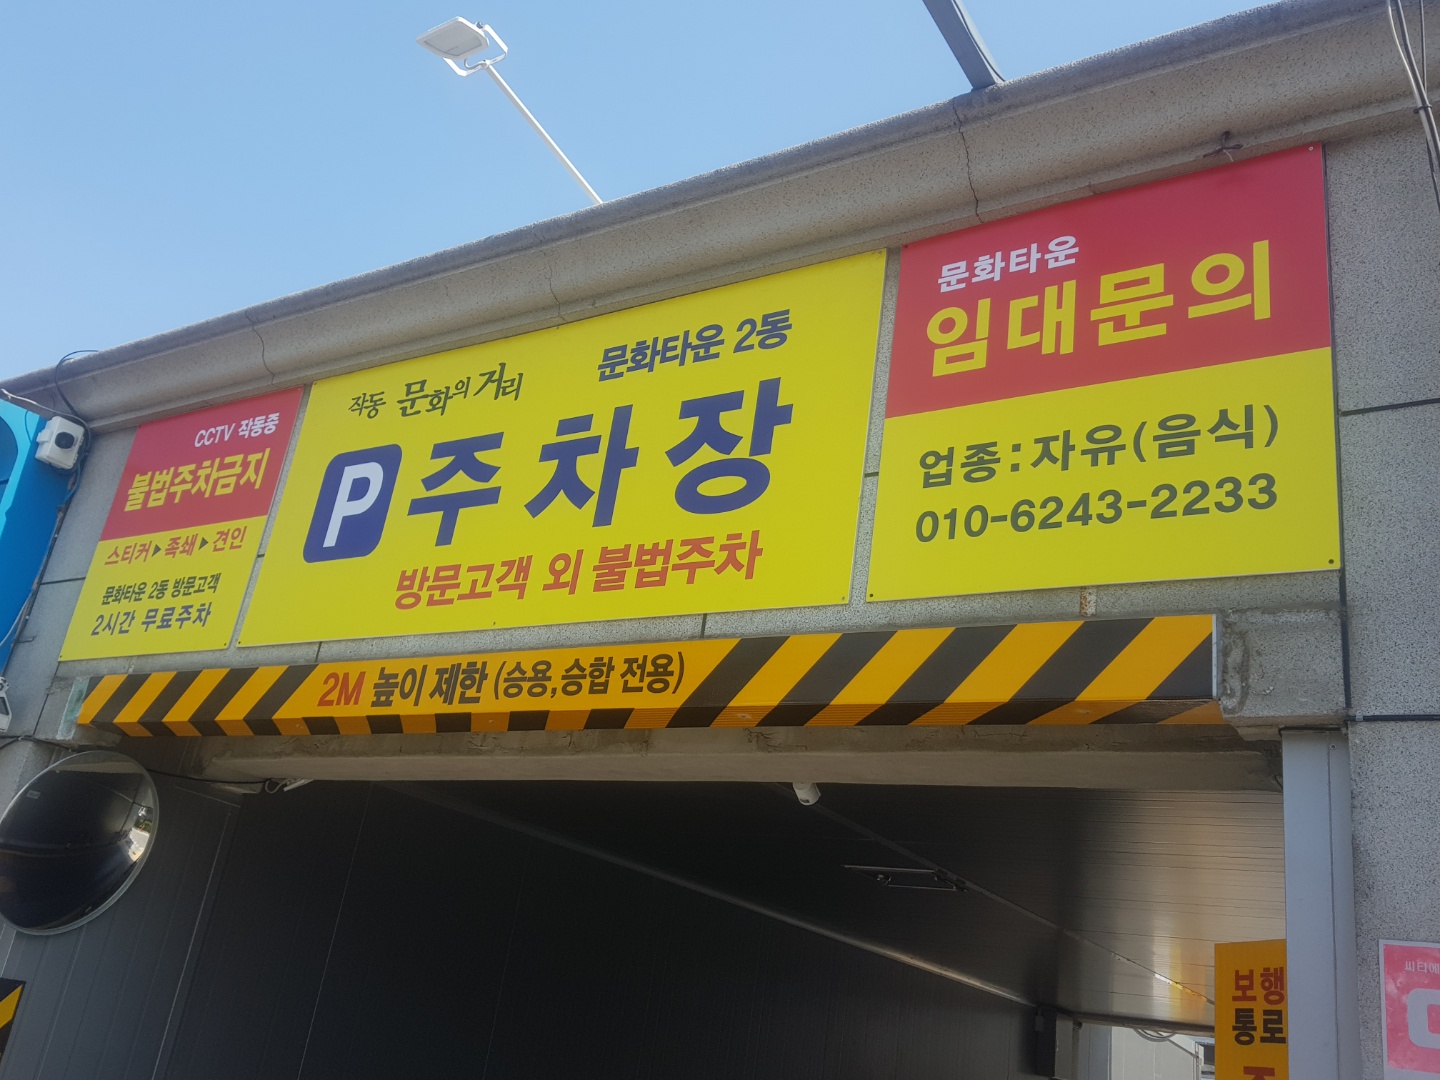 CCTV 작동중
불법주차금지
스티커▶족쇄▶견인
문화타운 2동 방문고객
2시간 무료주차
작동 문화의거리
문화타운 2동
P 주차장
방문고객 외 불법주차
문화타운
임대문의
업종:자유(음식)
010-6243-2233
2M 높이 제한 (승용,승합 전용)
보행
통로